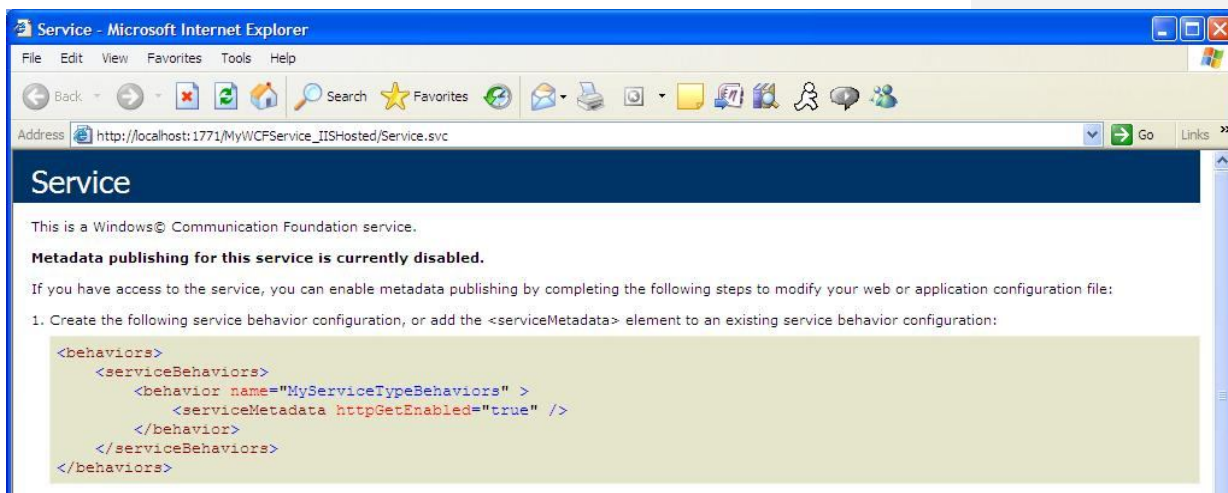 Service - Microsoft Internet Explorer
File Edit View Favorites Tools Help
Back Search Favorites
Address http://localhost:1771/MyWCFService_IISHosted/Service.svc Go Links »
Service
This is a Windows© Communication Foundation service.
Metadata publishing for this service is currently disabled.
If you have access to the service, you can enable metadata publishing by completing the following steps to modify your web or application configuration file:
1. Create the following service behavior configuration, or add the <serviceMetadata> element to an existing service behavior configuration:
<behaviors>
<serviceBehaviors>
<behavior name="MyServiceTypeBehaviors" >
<serviceMetadata httpGetEnabled="true" />
</behavior>
</serviceBehaviors>
</behaviors>